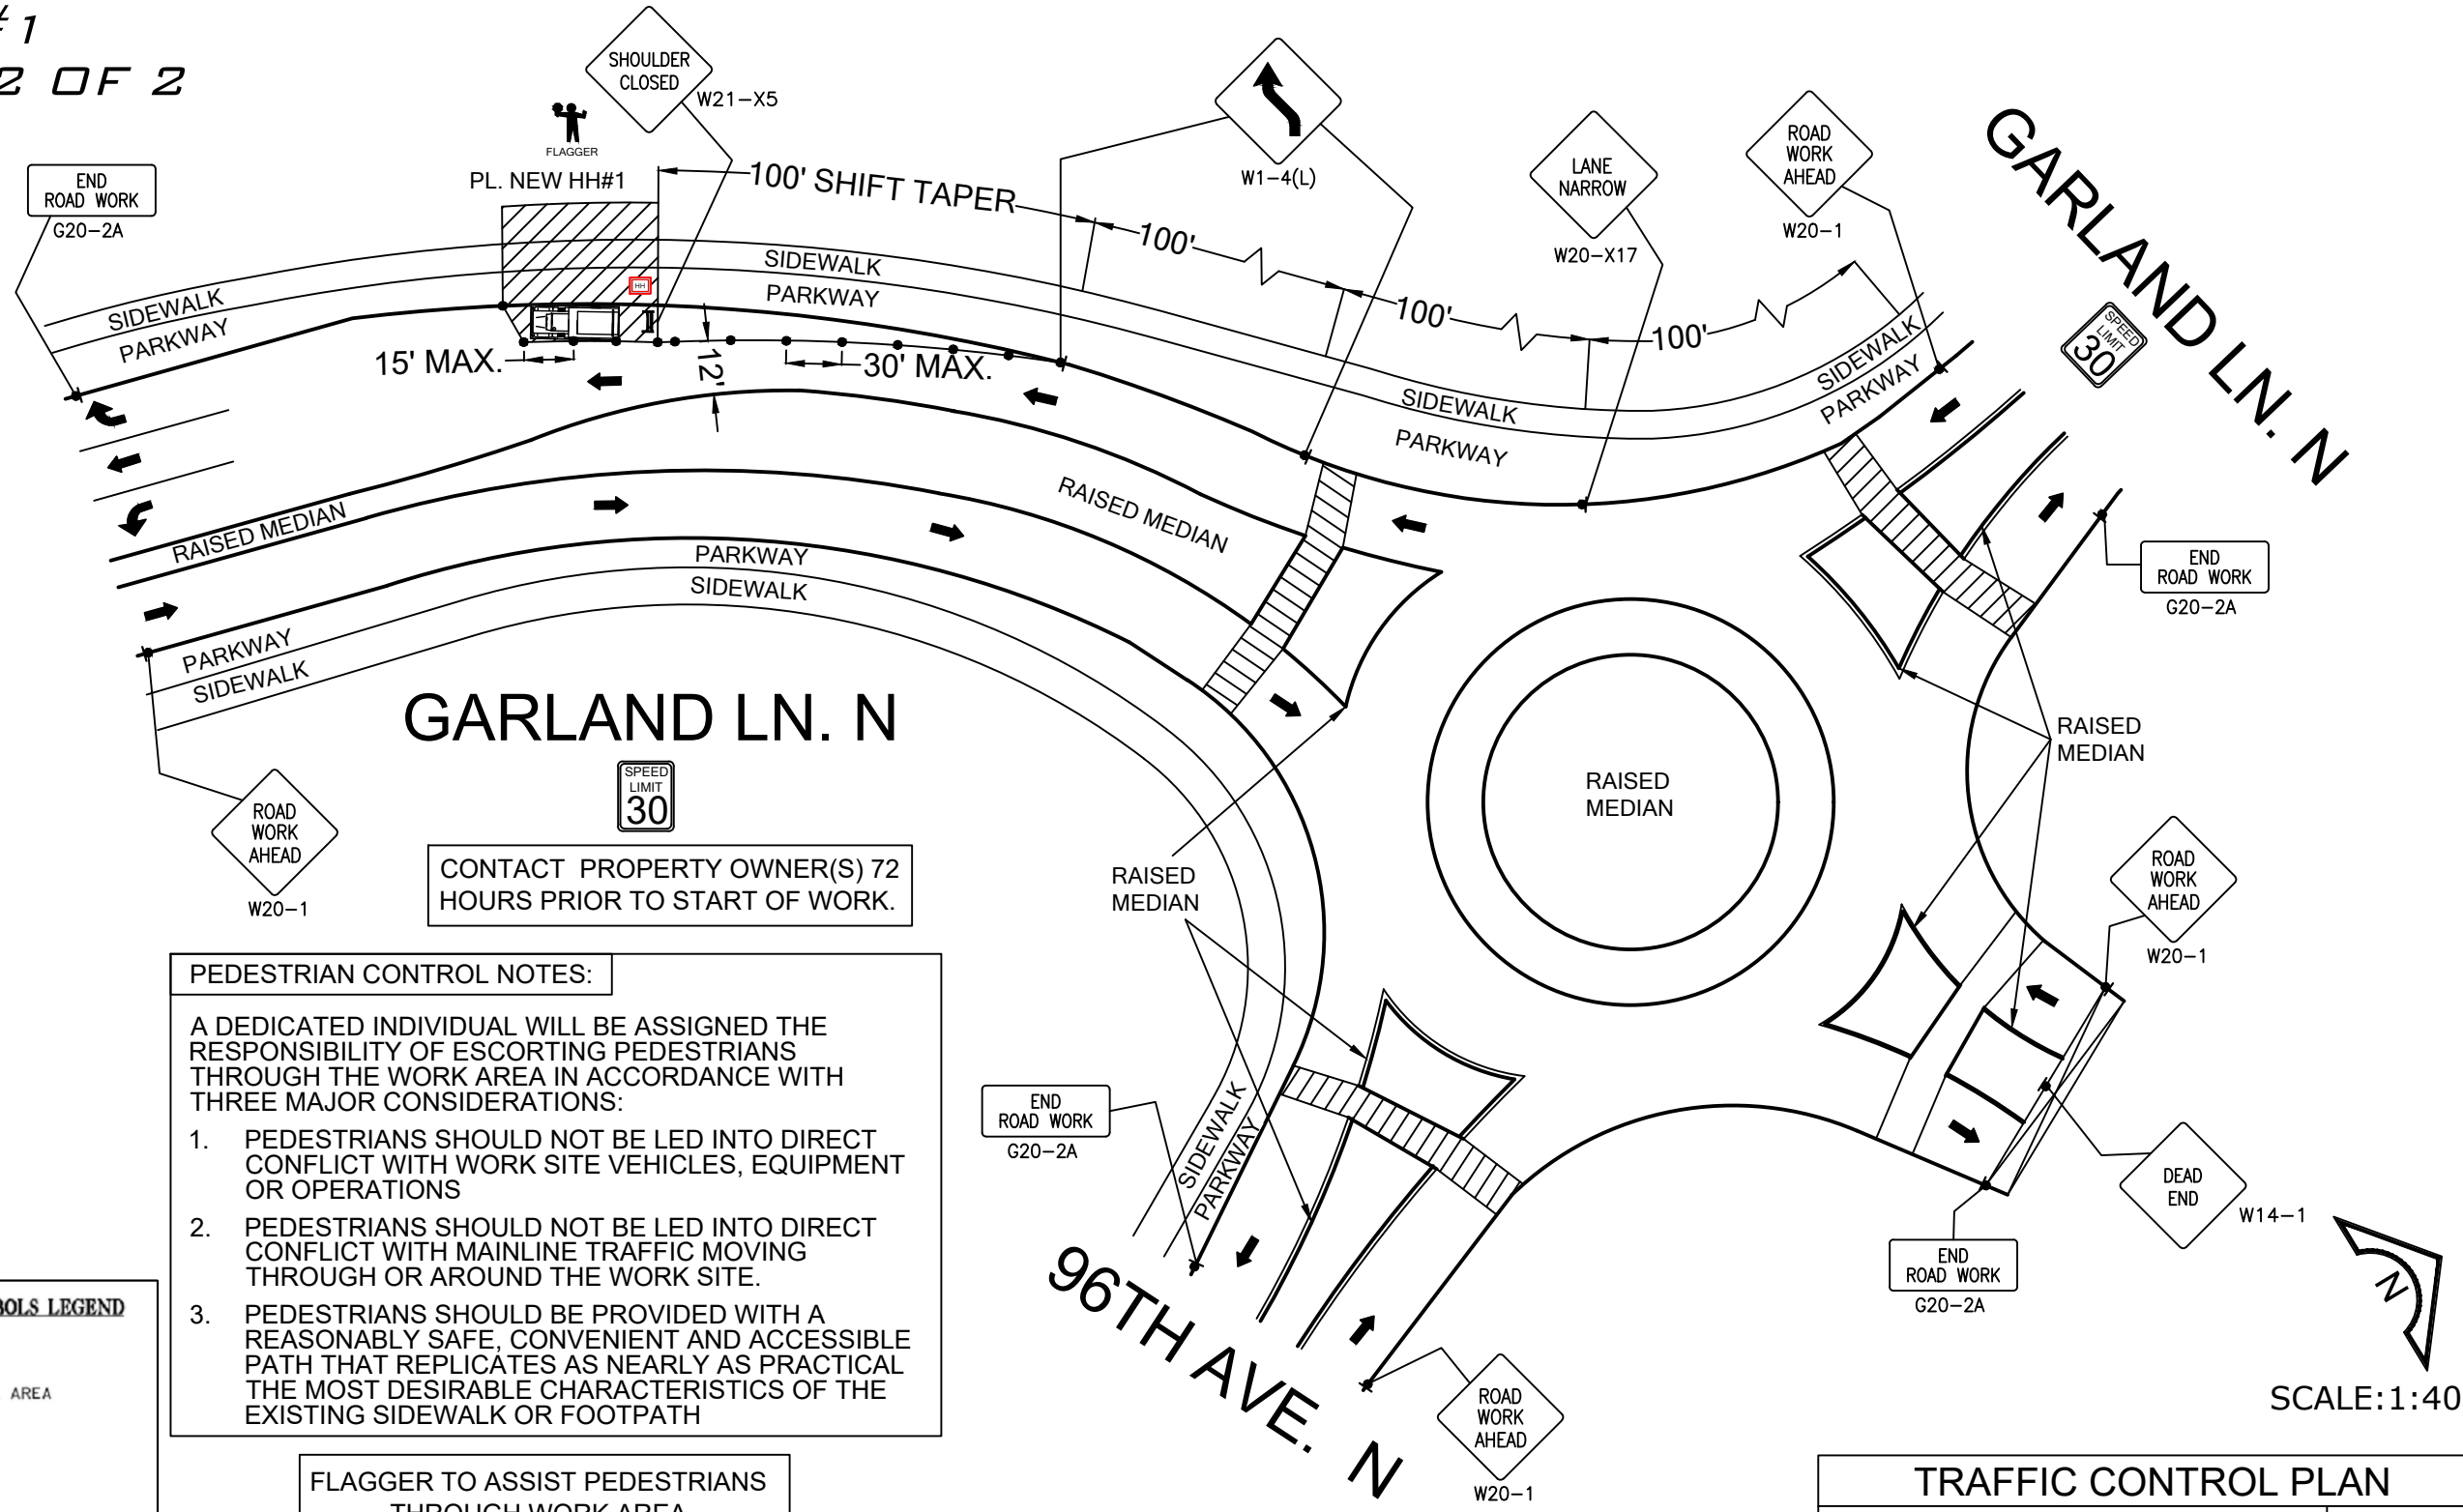 #1
2 OF 2
SHOULDER
CLOSED
W21-X5
FLAGGER
PL. NEW HH#1
HH
END
ROAD WORK
G20-2A
100' SHIFT TAPER
100'
100'
100'
W1-4(L)
LANE
NARROW
W20-X17
ROAD
WORK
AHEAD
W20-1
GARLAND LN. N
SPEED
LIMIT
30
SIDEWALK
PARKWAY
SIDEWALK
PARKWAY
SIDEWALK
PARKWAY
SIDEWALK
PARKWAY
15' MAX.
12'
30' MAX.
RAISED MEDIAN
RAISED MEDIAN
PARKWAY
SIDEWALK
PARKWAY
SIDEWALK
END
ROAD WORK
G20-2A
GARLAND LN. N
SPEED
LIMIT
30
ROAD
WORK
AHEAD
W20-1
RAISED
MEDIAN
RAISED
MEDIAN
RAISED
MEDIAN
CONTACT PROPERTY OWNER(S) 72
HOURS PRIOR TO START OF WORK.
ROAD
WORK
AHEAD
W20-1
PEDESTRIAN CONTROL NOTES:
A DEDICATED INDIVIDUAL WILL BE ASSIGNED THE
RESPONSIBILITY OF ESCORTING PEDESTRIANS
THROUGH THE WORK AREA IN ACCORDANCE WITH
THREE MAJOR CONSIDERATIONS:
1. PEDESTRIANS SHOULD NOT BE LED INTO DIRECT
CONFLICT WITH WORK SITE VEHICLES, EQUIPMENT
OR OPERATIONS
2. PEDESTRIANS SHOULD NOT BE LED INTO DIRECT
CONFLICT WITH MAINLINE TRAFFIC MOVING
THROUGH OR AROUND THE WORK SITE.
3. PEDESTRIANS SHOULD BE PROVIDED WITH A
REASONABLY SAFE, CONVENIENT AND ACCESSIBLE
PATH THAT REPLICATES AS NEARLY AS PRACTICAL
THE MOST DESIRABLE CHARACTERISTICS OF THE
EXISTING SIDEWALK OR FOOTPATH
END
ROAD WORK
G20-2A
SIDEWALK
PARKWAY
96TH AVE. N
DEAD
END
W14-1
END
ROAD WORK
G20-2A
N
BOLS LEGEND
AREA
ROAD
WORK
AHEAD
W20-1
SCALE:1:40
FLAGGER TO ASSIST PEDESTRIANS
THROUGH WORK AREA
TRAFFIC CONTROL PLAN